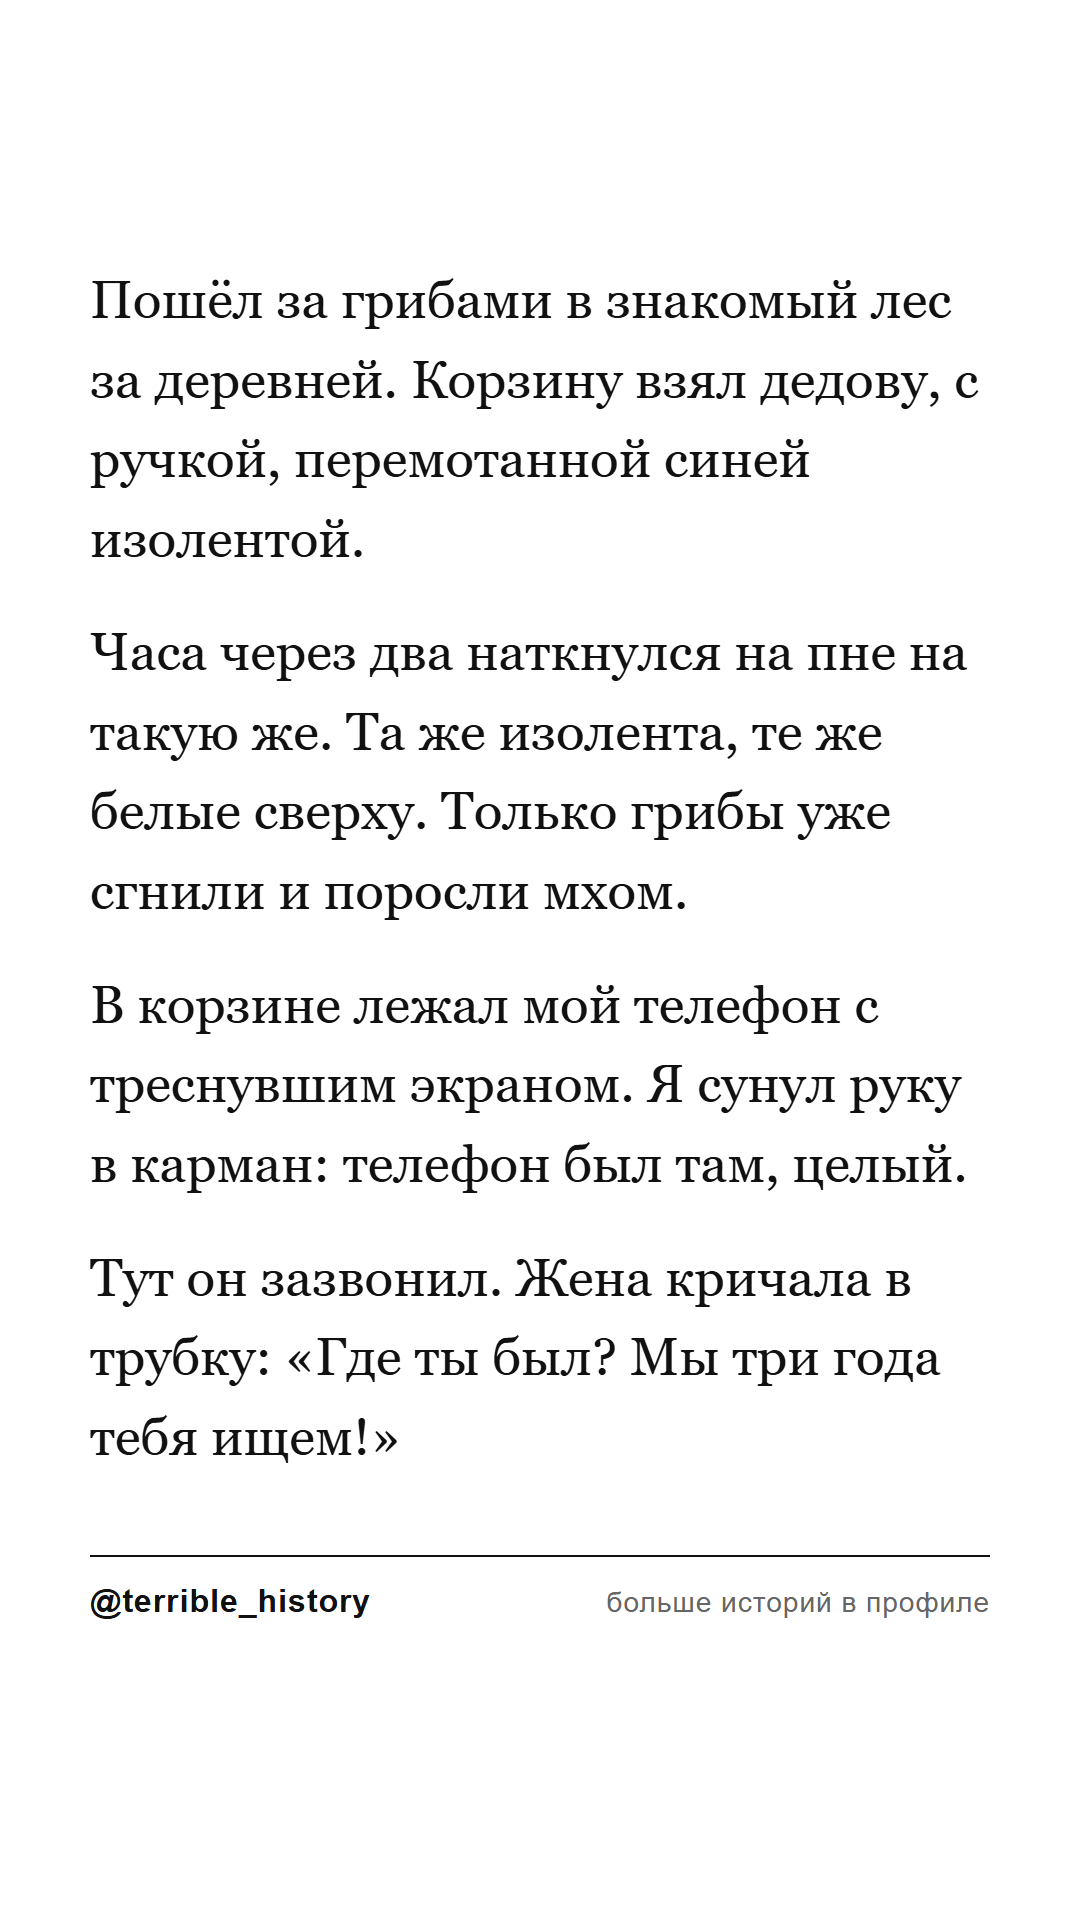 Пошёл за грибами в знакомый лес
за деревней. Корзину взял дедову, с
ручкой, перемотанной синей
изолентой.
Часа через два наткнулся на пне на
такую же. Та же изолента, те же
белые сверху. Только грибы уже
сгнили и поросли мхом.
В корзине лежал мой телефон с
треснувшим экраном. Я сунул руку
в карман: телефон был там, целый.
Тут он зазвонил. Жена кричала в
трубку: «Где ты был? Мы три года
тебя ищем!»
@terrible_history
больше историй в профиле